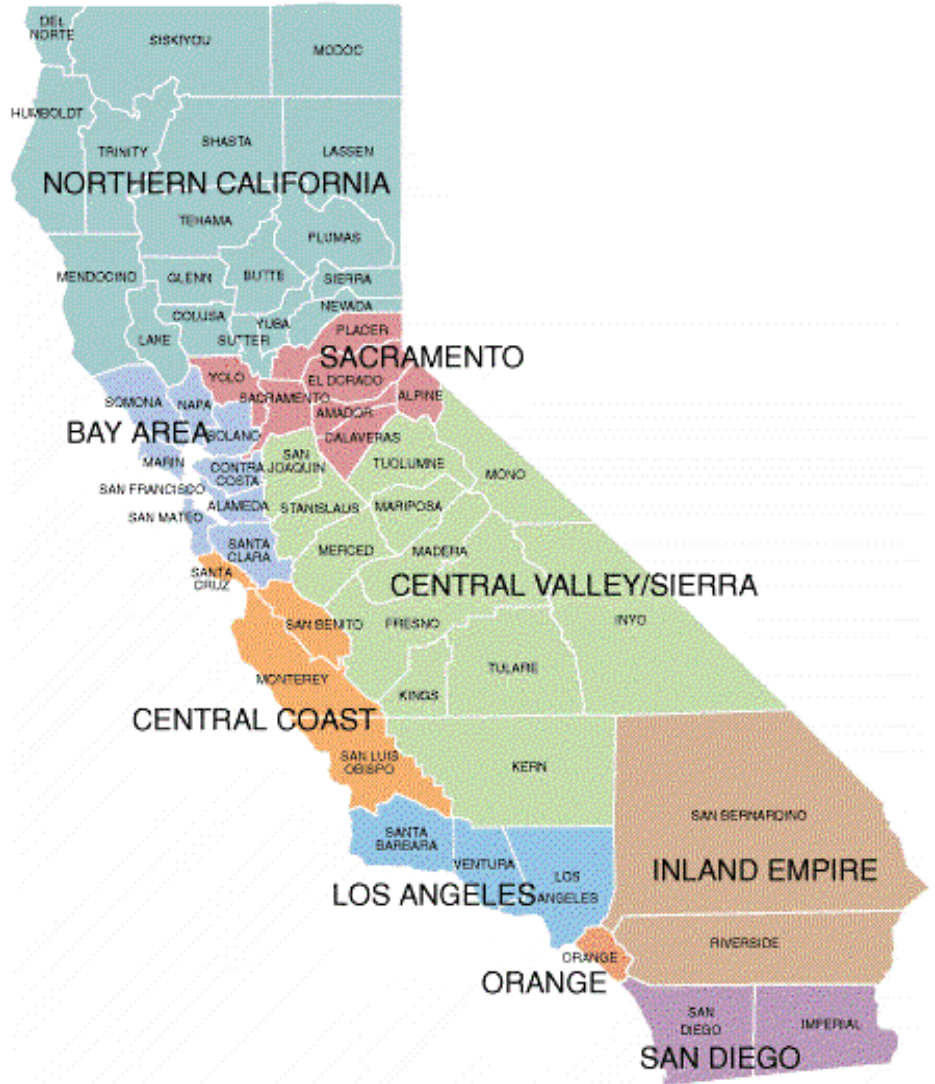 DEL
NORTE
SISKIYOU
MODOC
HUMBOLDT
TRINITY
SHASTA
LASSEN
NORTHERN CALIFORNIA
TEHAMA
PLUMAS
MENDOCINO
GLENN
BUTTE
SIERRA
NEVADA
COLUSA
YUBA
PLACER
LAKE
SUTTER
SACRAMENTO
YOLO
EL DORADO
SACRAMENTO
ALPINE
SOMONA
NAPA
AMADOR
BAY AREA
SOLANO
CALAVERAS
MARIN
SAN
JOAQUIN
TUOLUMNE
MONO
CONTRA
COSTA
SAN FRANCISCO
ALAMEDA
STANISLAUS
MARIPOSA
SAN MATEO
SANTA
CLARA
MERCED
MADERA
SANTA
CRUZ
CENTRAL VALLEY/SIERRA
SAN BENITO
FRESNO
INYO
MONTEREY
KINGS
TULARE
CENTRAL COAST
SAN LUIS
OBISPO
KERN
SAN BERNARDINO
SANTA
BARBARA
VENTURA
LOS
ANGELES
INLAND EMPIRE
LOS ANGELES
RIVERSIDE
ORANGE
ORANGE
SAN
DIEGO
IMPERIAL
SAN DIEGO